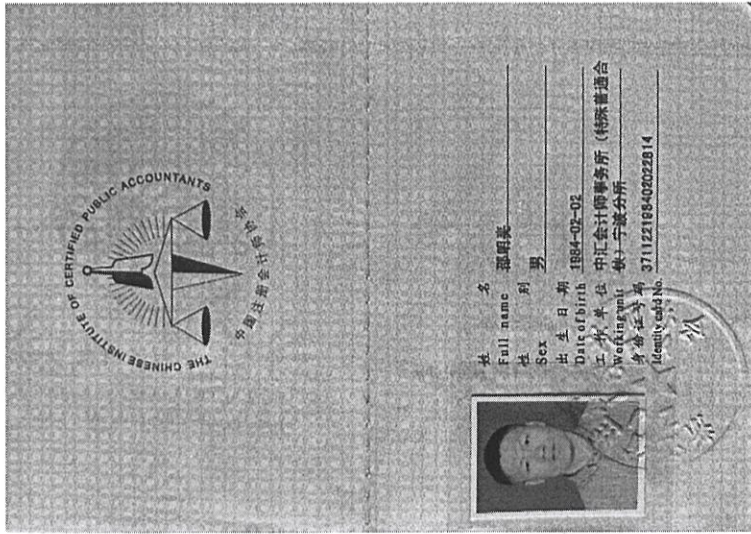 THE CHINESE INSTITUTE OF CERTIFIED PUBLIC ACCOUNTANTS
中国注册会计师协会
姓 名 邵明亮
Full name
性 别 男
Sex
出 生 日 期 1984-02-02
Date of birth
工 作 单 位 中汇会计师事务所（特殊普通合
Working unit 伙）宁波分所
身 份 证 号 码 371122198402022814
Identity card No.